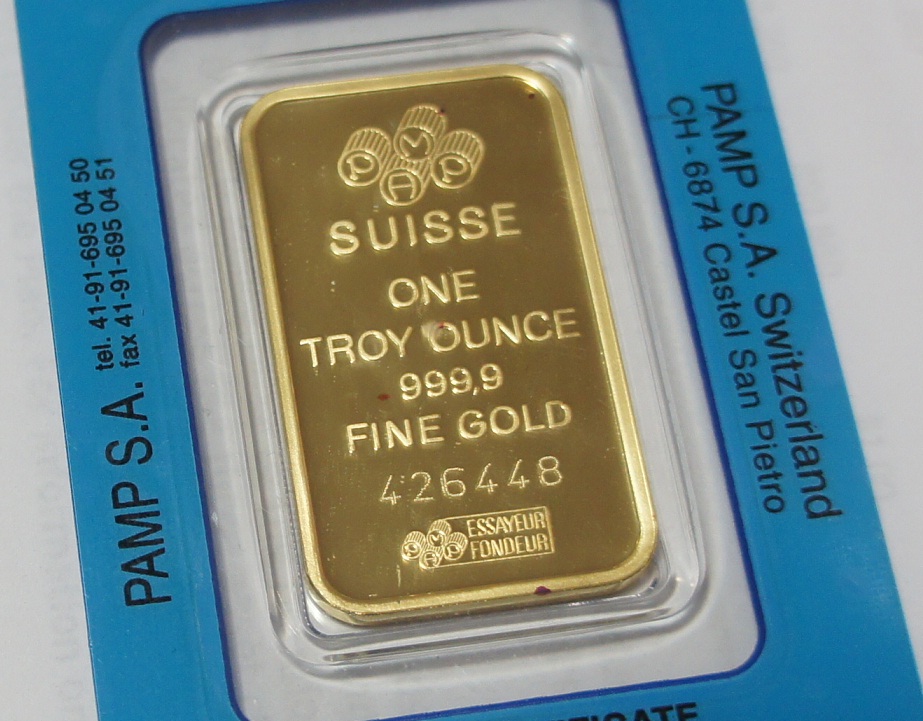 PAMP S.A.
tel. 41-91-695 04 50
fax 41-91-695 04 51
P A M P
SUISSE
ONE
TROY OUNCE
999,9
FINE GOLD
426448
P A M P
ESSAYEUR
FONDEUR
PAMP S.A. Switzerland
CH - 6874 Castel San Pietro